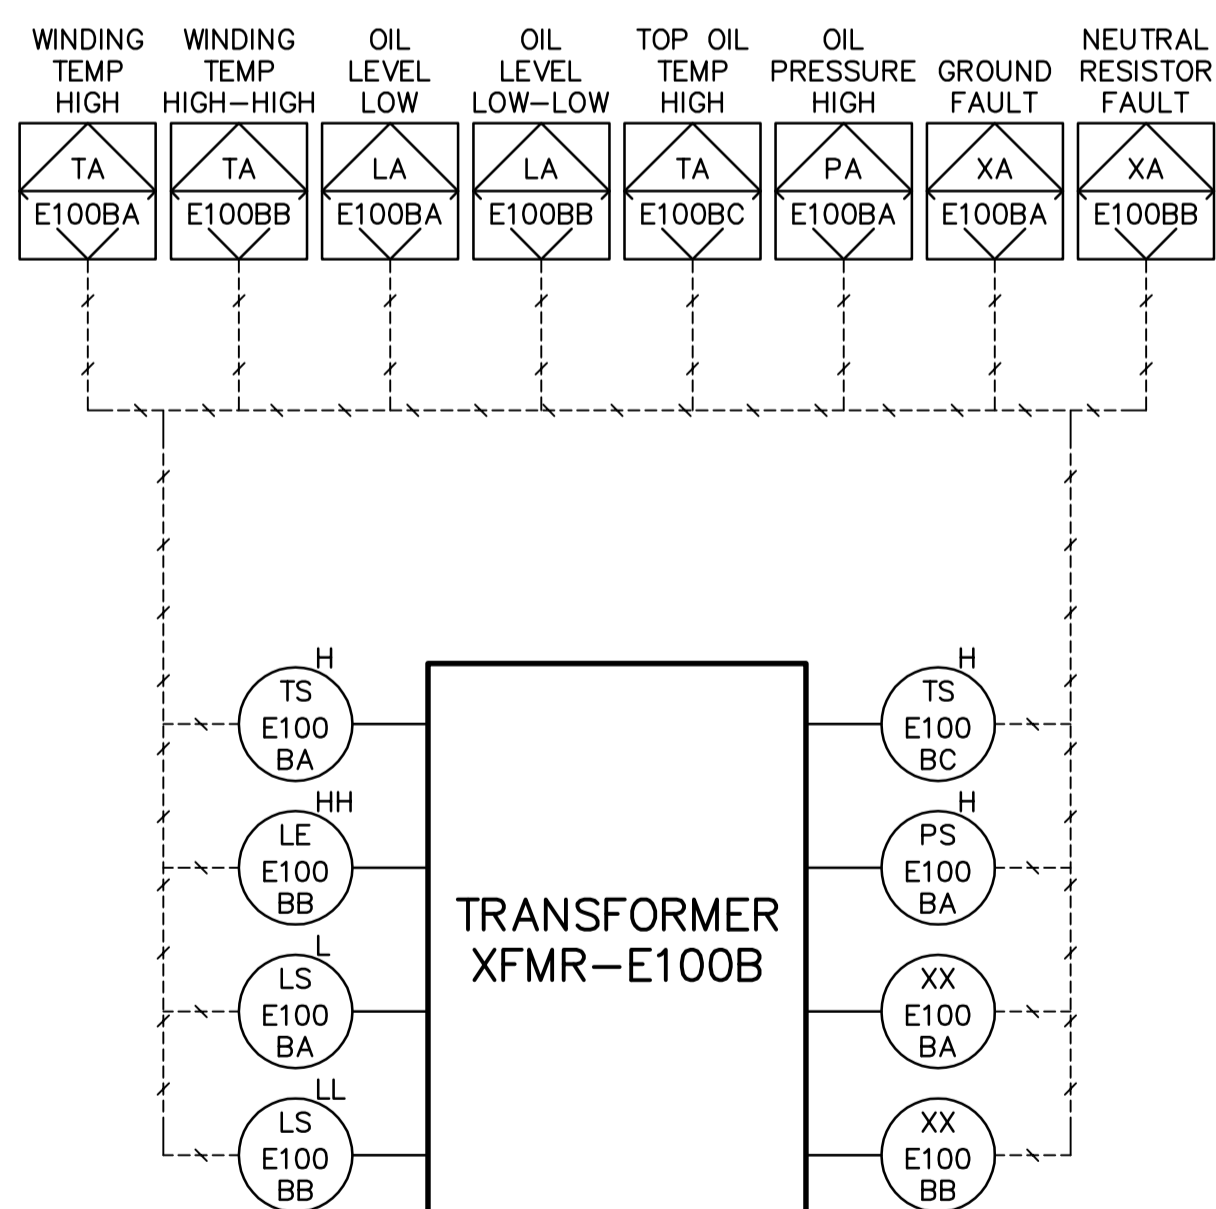 WINDING
TEMP
HIGH
WINDING
TEMP
HIGH-HIGH
OIL
LEVEL
LOW
OIL
LEVEL
LOW-LOW
TOP OIL
TEMP
HIGH
OIL
PRESSURE
HIGH
GROUND
FAULT
NEUTRAL
RESISTOR
FAULT
TA
E100BA
TA
E100BB
LA
E100BA
LA
E100BB
TA
E100BC
PA
E100BA
XA
E100BA
XA
E100BB
H
TS
E100
BA
HH
LE
E100
BB
L
LS
E100
BA
LL
LS
E100
BB
TRANSFORMER
XFMR-E100B
H
TS
E100
BC
H
PS
E100
BA
XX
E100
BA
XX
E100
BB